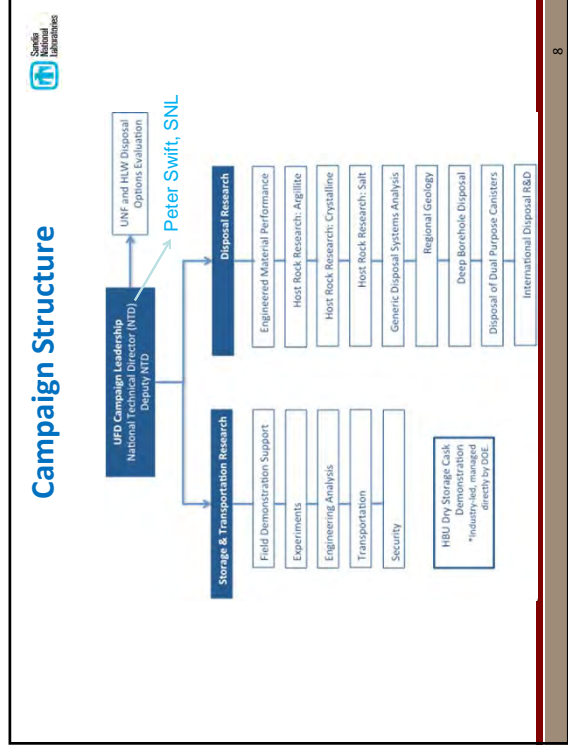 Campaign Structure
Sandia
National
Laboratories
UFD Campaign Leadership
National Technical Director (NTD)
Deputy NTD
UNF and HLW Disposal
Options Evaluation
Peter Swift, SNL
Storage & Transportation Research
Field Demonstration Support
Experiments
Engineering Analysis
Transportation
Security
HBU Dry Storage Cask
Demonstration
*Industry-led, managed
directly by DOE.
Disposal Research
Engineered Material Performance
Host Rock Research: Argillite
Host Rock Research: Crystalline
Host Rock Research: Salt
Generic Disposal Systems Analysis
Regional Geology
Deep Borehole Disposal
Disposal of Dual Purpose Canisters
International Disposal R&D
8